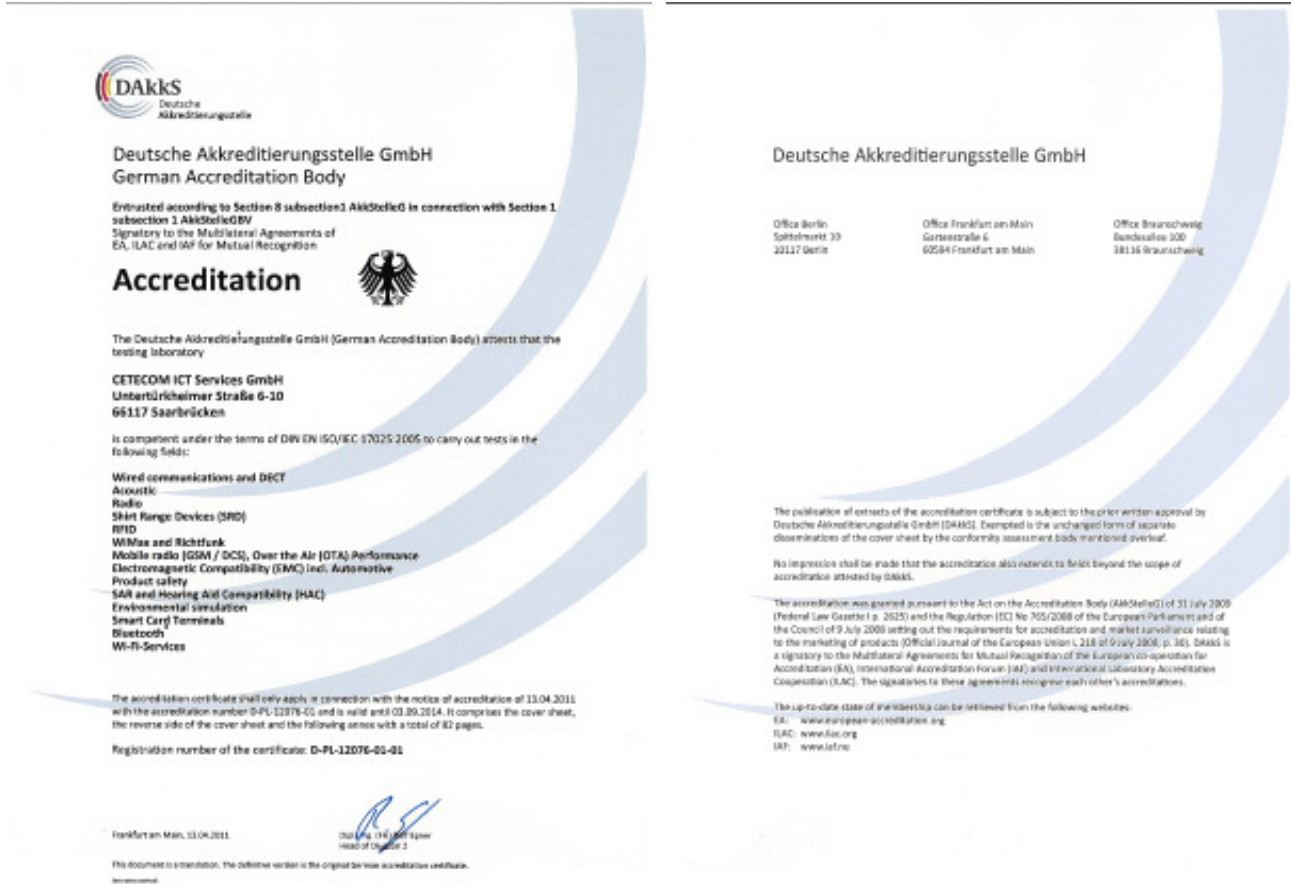 DAkkS
Deutsche
Akkreditierungsstelle
Deutsche Akkreditierungsstelle GmbH
German Accreditation Body
Entrusted according to Section 8 subsection1 AkkStelleG in connection with Section 1
subsection 1 AkkStelleGBV
Signatory to the Multilateral Agreements of
EA, ILAC and IAF for Mutual Recognition
Accreditation
The Deutsche Akkreditierungsstelle GmbH (German Accreditation Body) attests that the
testing laboratory
CETECOM ICT Services GmbH
Untertürkheimer Straße 6-10
66117 Saarbrücken
is competent under the terms of DIN EN ISO/IEC 17025:2005 to carry out tests in the
following fields:
Wired communications and DECT
Acoustic
Radio
Shirt Range Devices (SRD)
RFID
WiMax and Richtfunk
Mobile radio (GSM / DCS), Over the Air (OTA) Performance
Electromagnetic Compatibility (EMC) incl. Automotive
Product safety
SAR and Hearing Aid Compatibility (HAC)
Environmental simulation
Smart Card Terminals
Bluetooth
Wi-Fi-Services
The accreditation certificate shall only apply in connection with the notice of accreditation of 13.04.2011
with the accreditation number D-PL-12076-01 and is valid until 03.09.2014. It comprises the cover sheet,
the reverse side of the cover sheet and the following annex with a total of 82 pages.
Registration number of the certificate: D-PL-12076-01-01
Frankfurt am Main, 13.04.2011
Head of Division 2
This document is a translation. The definitive version is the original German accreditation certificate.
Deutsche Akkreditierungsstelle GmbH
Office Berlin
Spittelmarkt 10
10117 Berlin
Office Frankfurt am Main
Gartenstraße 6
60594 Frankfurt am Main
Office Braunschweig
Bundesallee 100
38116 Braunschweig
The publication of extracts of the accreditation certificate is subject to the prior written approval by
Deutsche Akkreditierungsstelle GmbH (DAkkS). Exempted is the unchanged form of separate
disseminations of the cover sheet by the conformity assessment body mentioned overleaf.
No impression shall be made that the accreditation also extends to fields beyond the scope of
accreditation attested by DAkkS.
The accreditation was granted pursuant to the Act on the Accreditation Body (AkkStelleG) of 31 July 2009
(Federal Law Gazette I p. 2625) and the Regulation (EC) No 765/2008 of the European Parliament and of
the Council of 9 July 2008 setting out the requirements for accreditation and market surveillance relating
to the marketing of products (Official Journal of the European Union L 218 of 9 July 2008, p. 30). DAkkS is
a signatory to the Multilateral Agreements for Mutual Recognition of the European co-operation for
Accreditation (EA), International Accreditation Forum (IAF) and International Laboratory Accreditation
Cooperation (ILAC). The signatories to these agreements recognise each other's accreditations.
The up-to-date state of membership can be retrieved from the following websites:
EA: www.european-accreditation.org
ILAC: www.ilac.org
IAF: www.iaf.nu